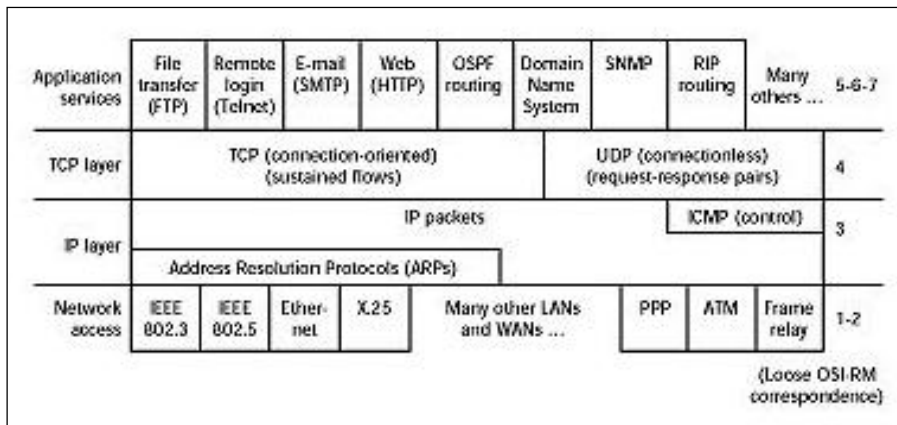 Application
services
File
transfer
(FTP)
Remote
login
(Telnet)
E-mail
(SMTP)
Web
(HTTP)
OSPF
routing
Domain
Name
System
SNMP
RIP
routing
Many
others ...
5-6-7
TCP layer
TCP (connection-oriented)
(sustained flows)
UDP (connectionless)
(request-response pairs)
4
IP layer
IP packets
ICMP (control)
3
Address Resolution Protocols (ARPs)
Network
access
IEEE
802.3
IEEE
802.5
Ether-
net
X.25
Many other LANs
and WANs ...
PPP
ATM
Frame
relay
1-2
(Loose OSI-RM
correspondence)